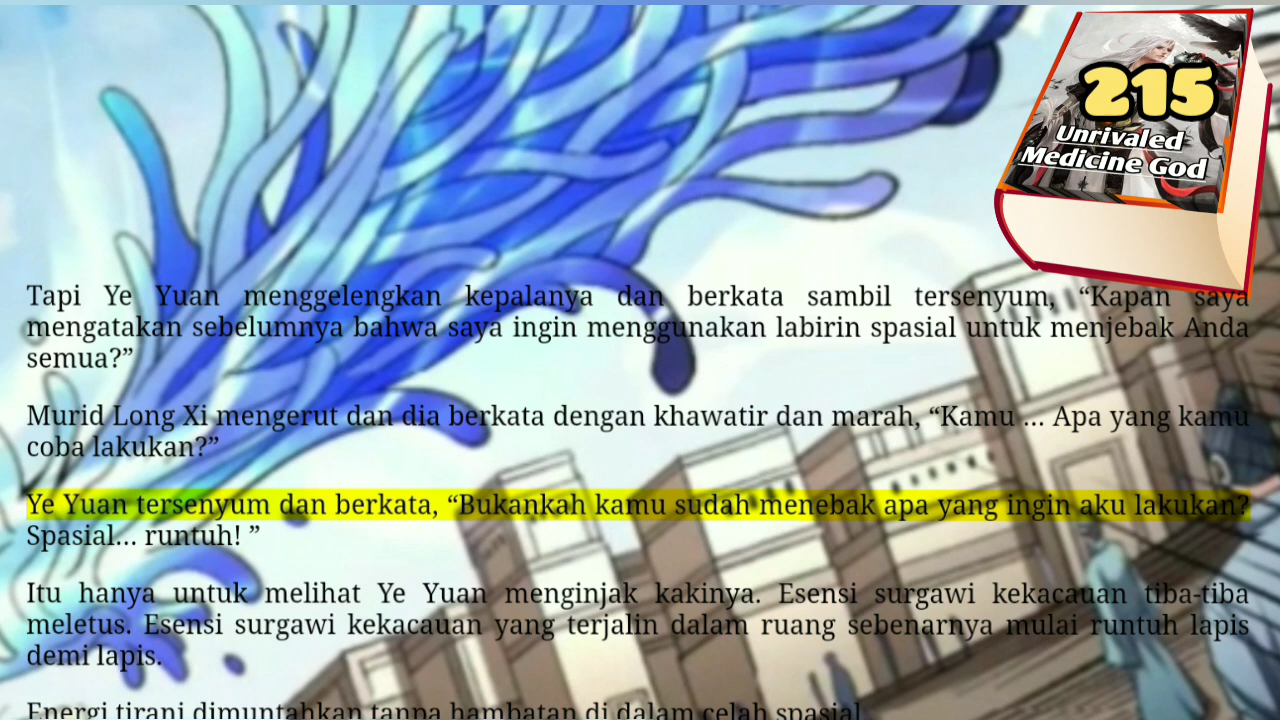 215
Unrivaled
Medicine God
Tapi Ye Yuan menggelengkan kepalanya dan berkata sambil tersenyum, “Kapan saya
mengatakan sebelumnya bahwa saya ingin menggunakan labirin spasial untuk menjebak Anda
semua?”
Murid Long Xi mengerut dan dia berkata dengan khawatir dan marah, “Kamu ... Apa yang kamu
coba lakukan?”
Ye Yuan tersenyum dan berkata, “Bukankah kamu sudah menebak apa yang ingin aku lakukan?
Spasial... runtuh! ”
Itu hanya untuk melihat Ye Yuan menginjak kakinya. Esensi surgawi kekacauan tiba-tiba
meletus. Esensi surgawi kekacauan yang terjalin dalam ruang sebenarnya mulai runtuh lapis
demi lapis.
Energi tirani dimuntahkan tanpa hambatan di dalam celah spasial